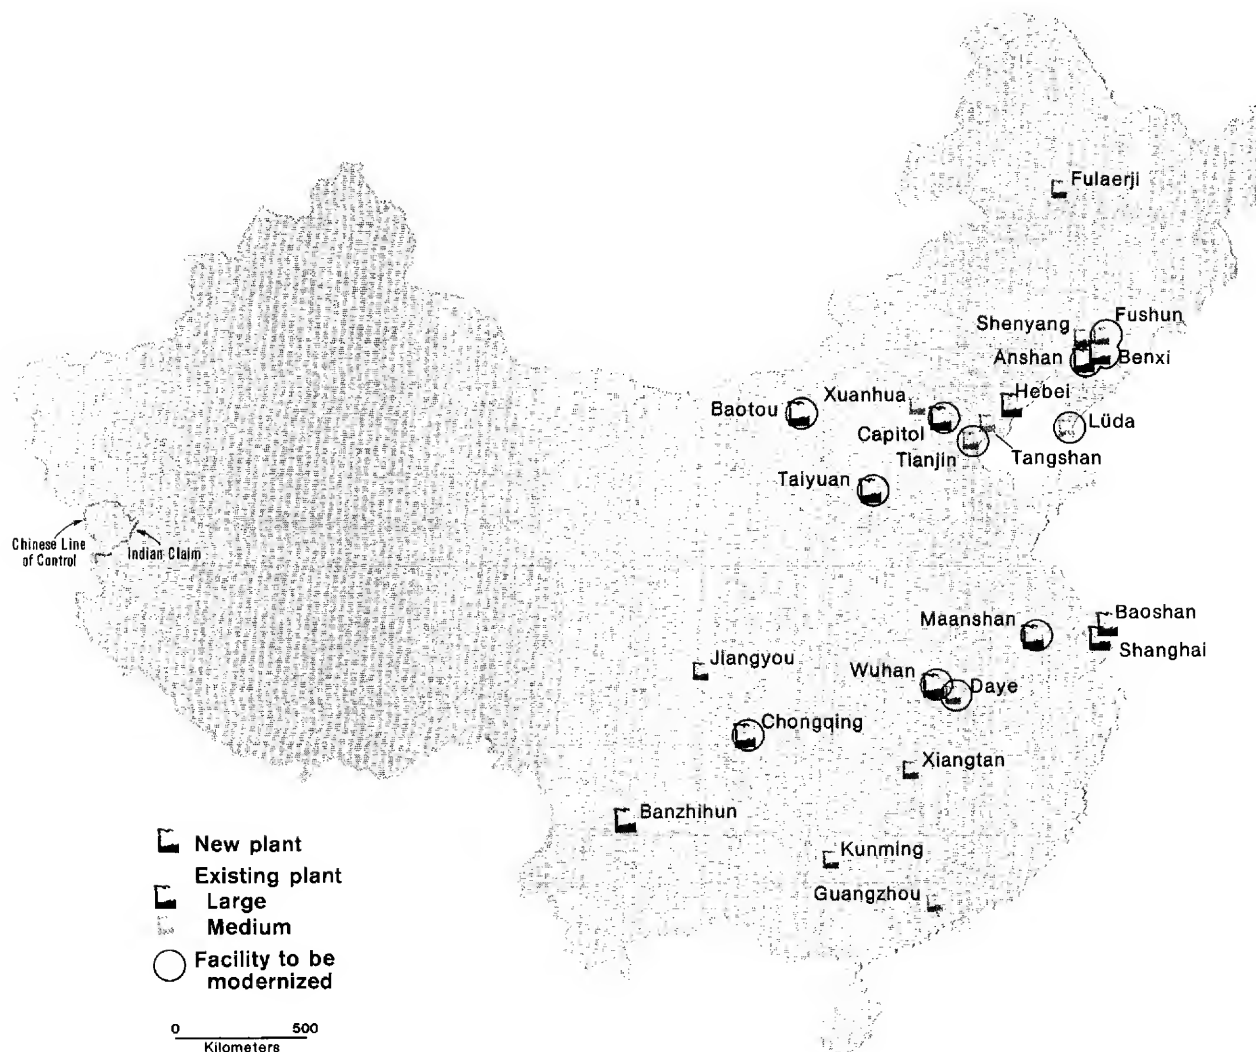 Fulaerji
Fushun
Shenyang
Anshan
Benxi
Hebei
Xuanhua
Baotou
Lüda
Capitol
Tianjin
Tangshan
Taiyuan
Chinese Line
of Control
Indian Claim
Baoshan
Maanshan
Shanghai
Jiangyou
Wuhan
Daye
Chongqing
Xiangtan
Banzhihun
New plant
Kunming
Existing plant
Large
Guangzhou
Medium
Facility to be
modernized
0 500
Kilometers